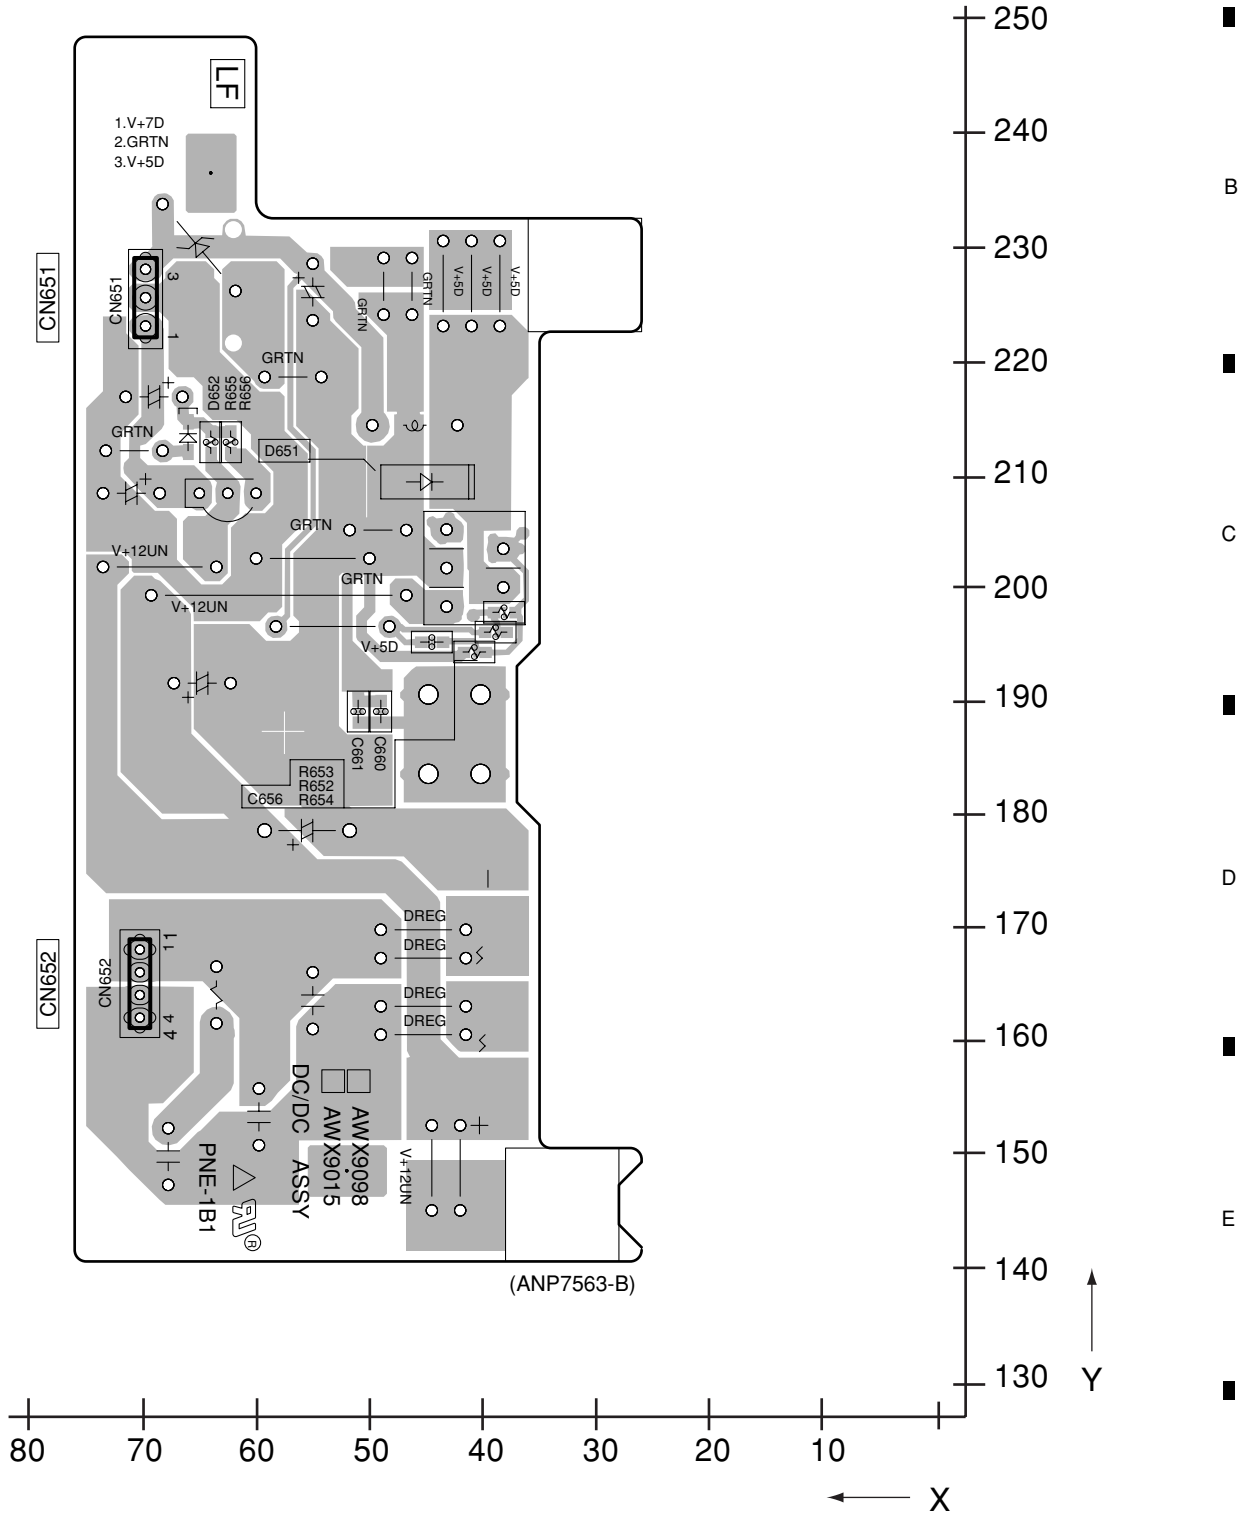 250
LF
1.V+7D
2.GRTN
3.V+5D
240
B
230
CN651
CN651
3
1
+
GRTN
GRTN
V+5D
V+5D
V+5D
220
GRTN
+
D652
R655
R656
GRTN
D651
210
+
GRTN
C
V+12UN
GRTN
200
V+12UN
V+5D
+
190
C661
C660
R653
R652
R654
C656
180
+
D
170
DREG
DREG
CN652
CN652
1
1
4
4
DREG
DREG
160
DC/DC ASSY
AWX9015
AWX9098
+
150
PNE-1B1
V+12UN
R
E
140
(ANP7563-B)
130
Y
80 70 60 50 40 30 20 10
X